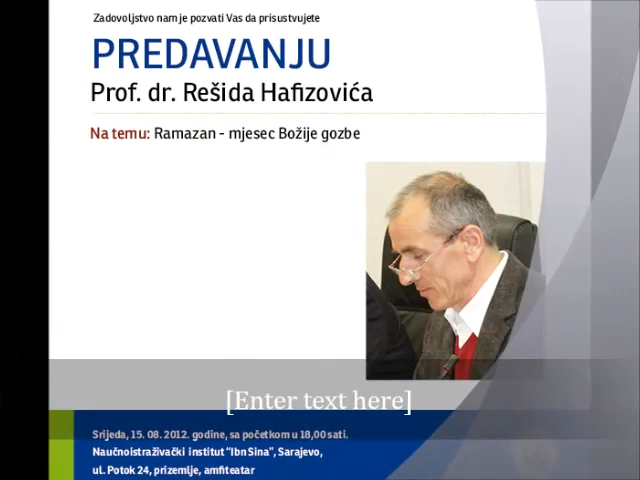 Zadovoljstvo nam je pozvati Vas da prisustvujete
PREDAVANJU
Prof. dr. Rešida Hafizovića
Na temu: Ramazan - mjesec Božije gozbe
[Enter text here]
Srijeda, 15. 08. 2012. godine, sa početkom u 18,00 sati.
Naučnoistraživački institut “Ibn Sina”, Sarajevo,
ul. Potok 24, prizemlje, amfiteatar